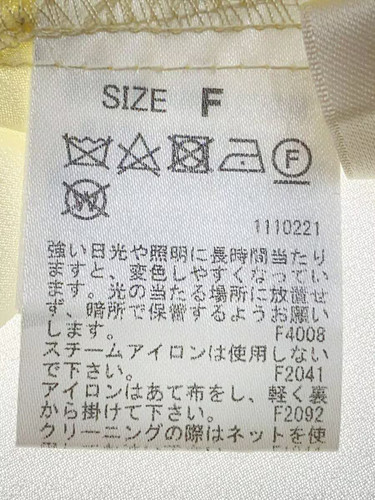 SIZE F
F
W
1110221
強い日光や照明に長時間当たり
ますと、変色しやすくなってい
ます。光の当たる場所に放置せ
ず、暗所で保管するようお願い
します。 F4008
スチームアイロンは使用しない
で下さい。 F2041
アイロンはあて布をし、軽く裏
から掛けて下さい。 F2092
クリーニングの際はネットを使